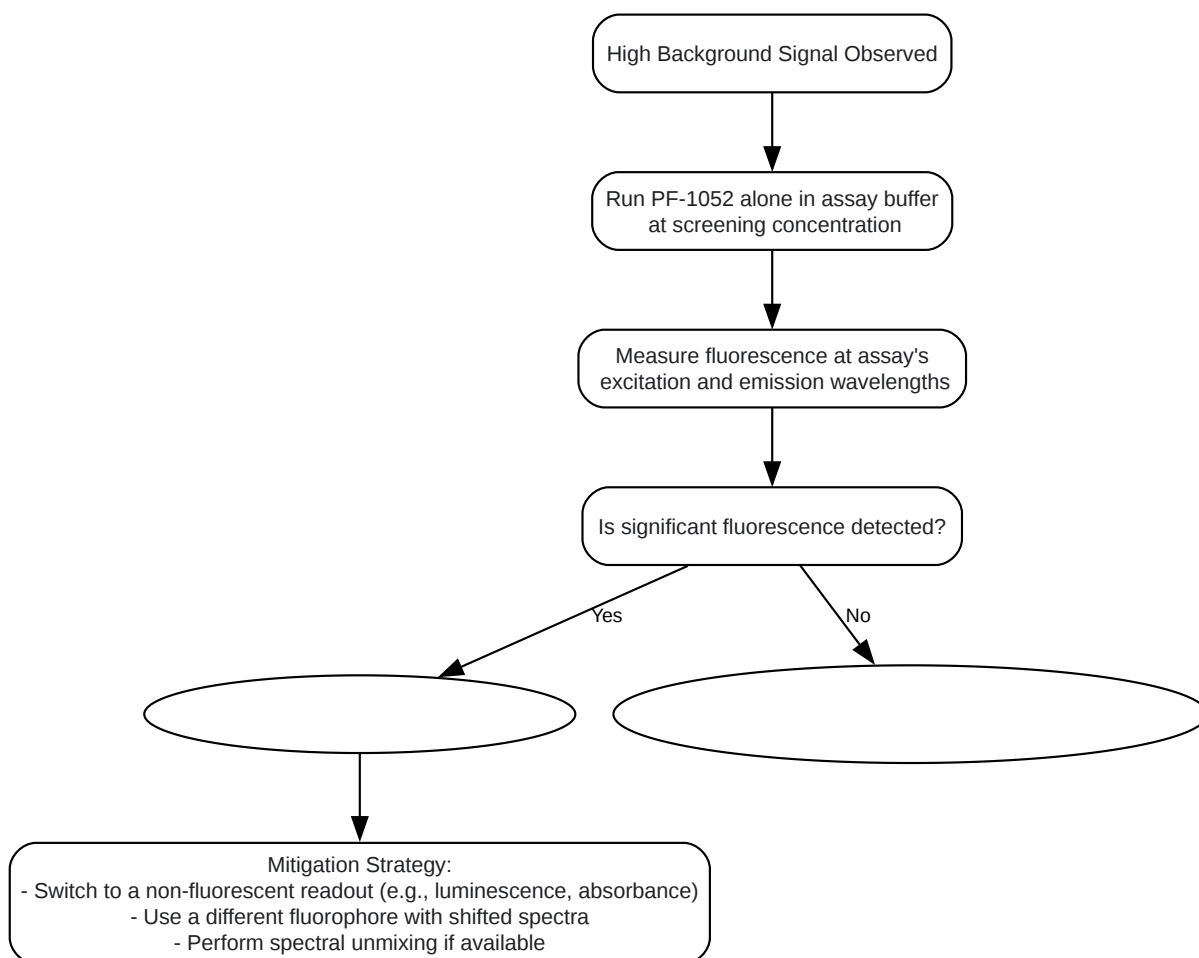 High Background Signal Observed
Run PF-1052 alone in assay buffer
at screening concentration
Measure fluorescence at assay's
excitation and emission wavelengths
Is significant fluorescence detected?
Yes
No
Mitigation Strategy:
- Switch to a non-fluorescent readout (e.g., luminescence, absorbance)
- Use a different fluorophore with shifted spectra
- Perform spectral unmixing if available